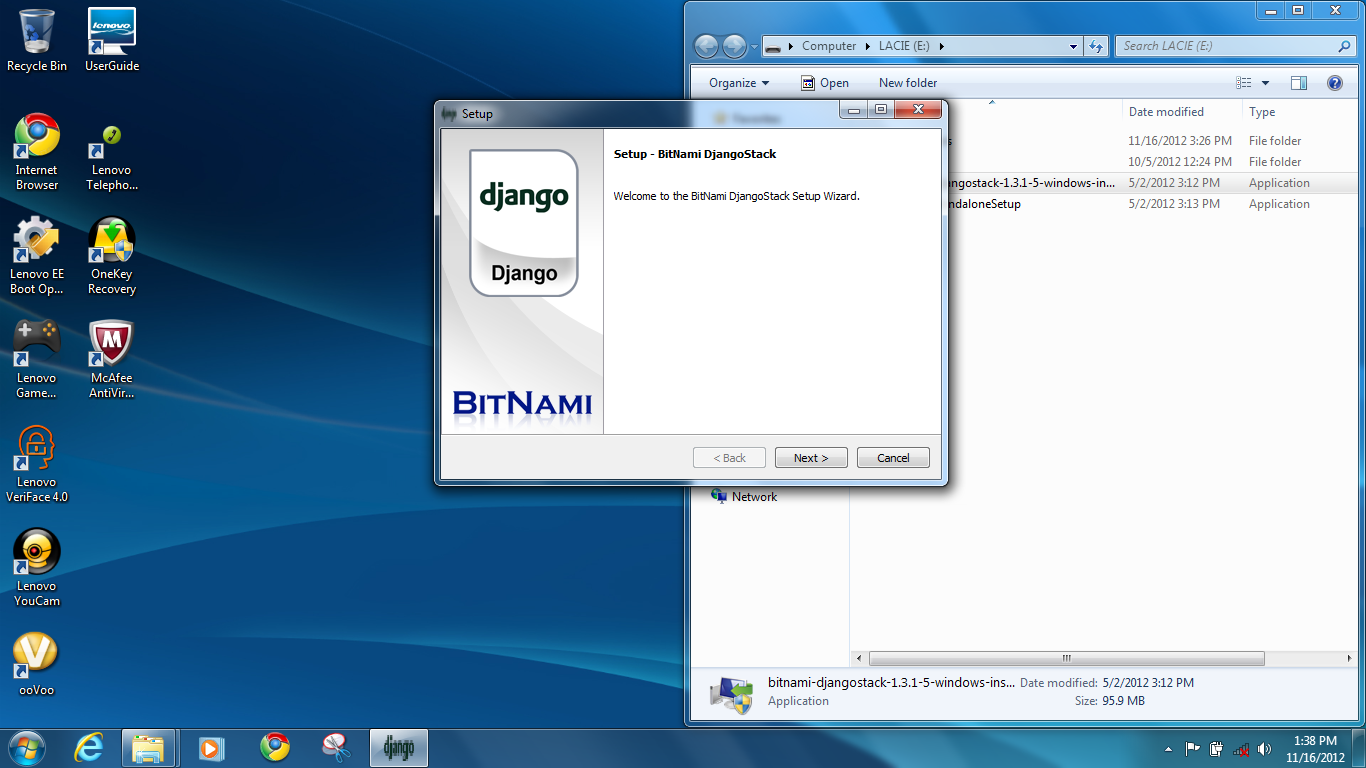 Recycle Bin
UserGuide
Internet
Browser
Lenovo
Telepho...
Lenovo EE
Boot Op...
OneKey
Recovery
Lenovo
Game...
McAfee
AntiVir...
Lenovo
VeriFace 4.0
Lenovo
YouCam
ooVoo
Computer
LACIE (E:)
Search LACIE (E:)
Organize
Open
New folder
Date modified
Type
11/16/2012 3:26 PM
File folder
10/5/2012 12:24 PM
File folder
ngostack-1.3.1-5-windows-in...
5/2/2012 3:12 PM
Application
ndaloneSetup
5/2/2012 3:13 PM
Application
Favorites
Network
Setup
django
Django
BITNAMI
Setup - BitNami DjangoStack
Welcome to the BitNami DjangoStack Setup Wizard.
< Back
Next >
Cancel
bitnami-djangostack-1.3.1-5-windows-ins...
Date modified: 5/2/2012 3:12 PM
Application
Size: 95.9 MB
django
1:38 PM
11/16/2012